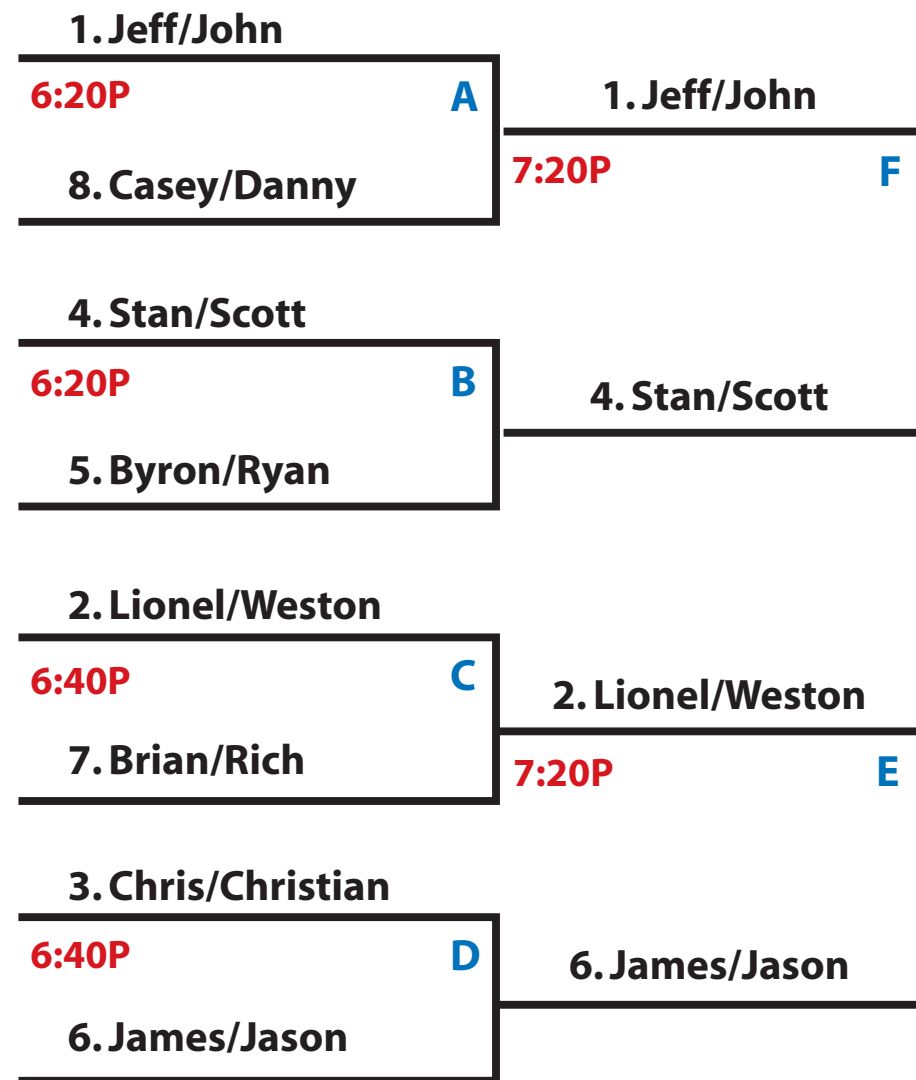 1. Jeff/John
6:20P A
8. Casey/Danny
1. Jeff/John
7:20P F
4. Stan/Scott
6:20P B
5. Byron/Ryan
4. Stan/Scott
2. Lionel/Weston
6:40P C
7. Brian/Rich
2. Lionel/Weston
7:20P E
3. Chris/Christian
6:40P D
6. James/Jason
6. James/Jason